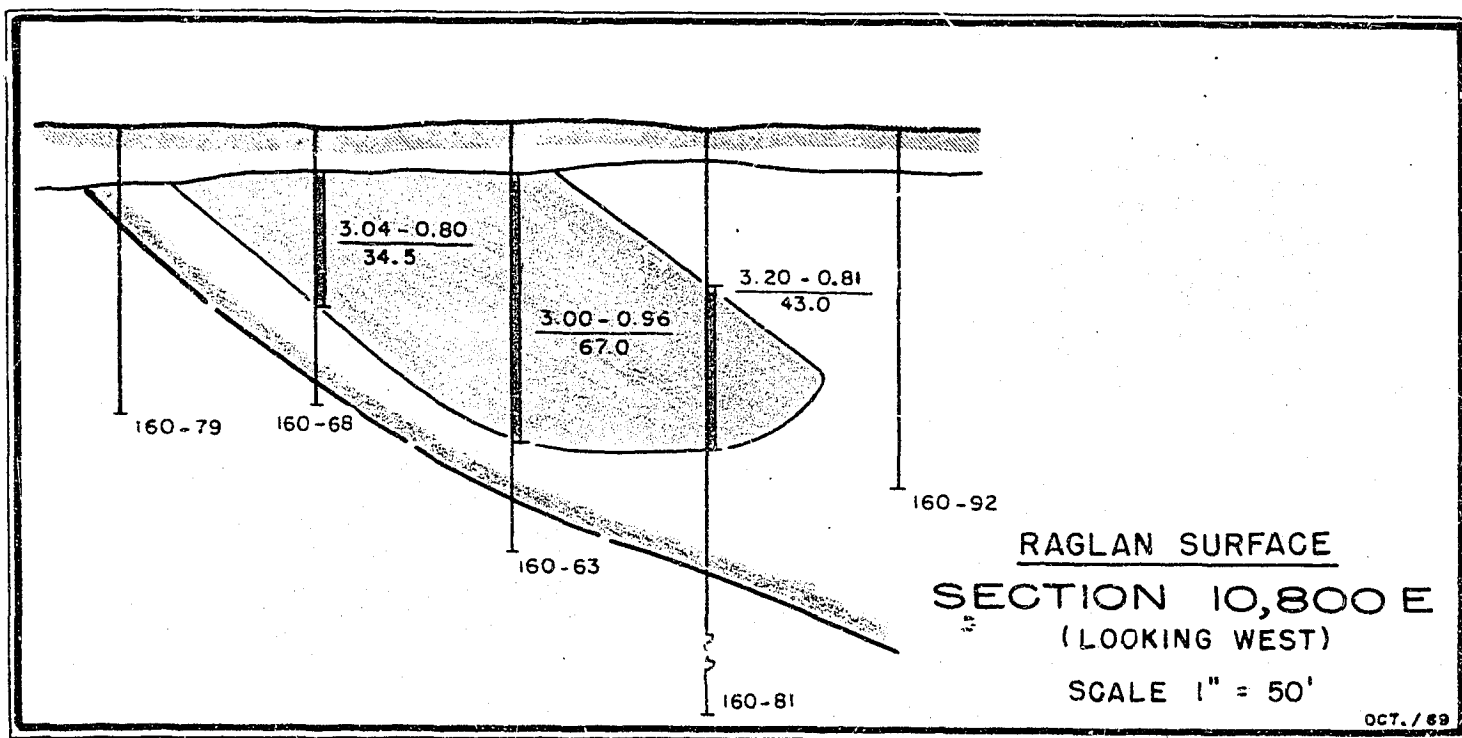 3.04 - 0.80
34.5
3.00 - 0.96
67.0
3.20 - 0.81
43.0
160-79
160-68
160-63
160-81
160-92
RAGLAN SURFACE
SECTION 10,800 E
(LOOKING WEST)
SCALE 1" = 50'
OCT./69